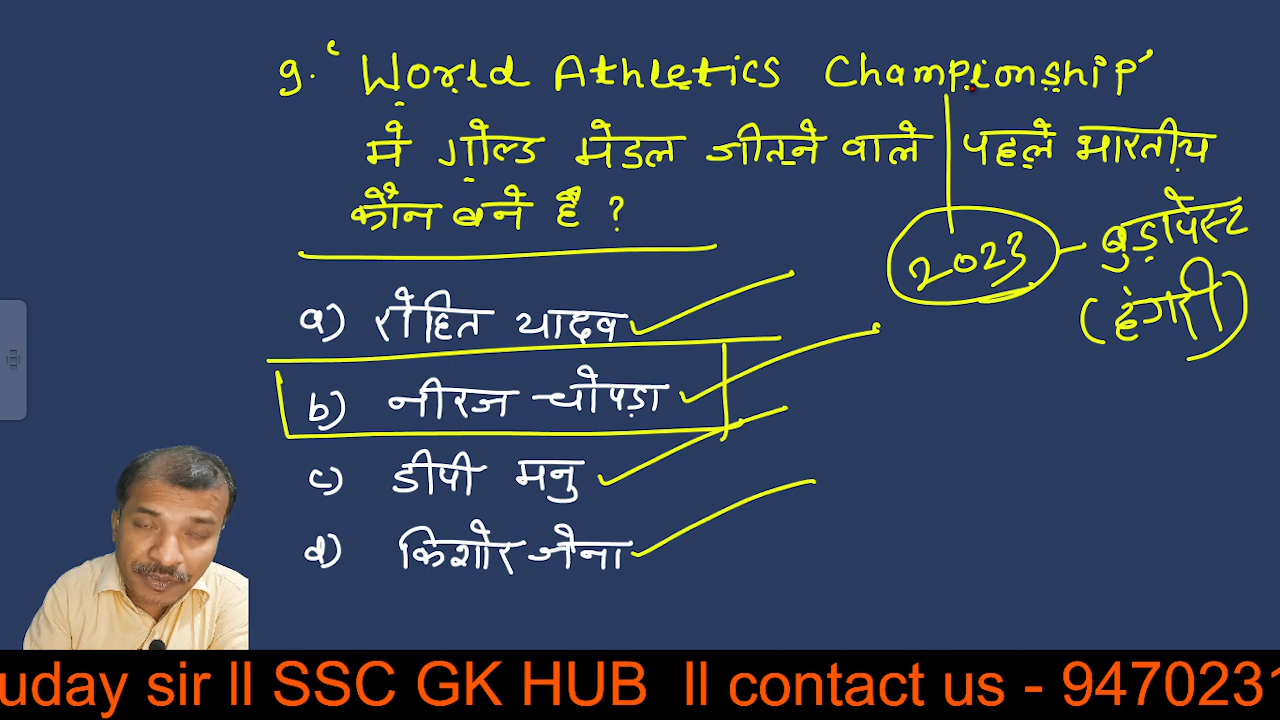 9. 'World Athletics Championship'
में गोल्ड मेडल जीतने वाले पहले भारतीय
कौन बने हैं ?
2023 - बुडापेस्ट
(हंगरी)
a) रोहित यादव
b) नीरज चोपड़ा
c) डीपी मनु
d) किशोर जेना
uday sir ll SSC GK HUB ll contact us - 9470231